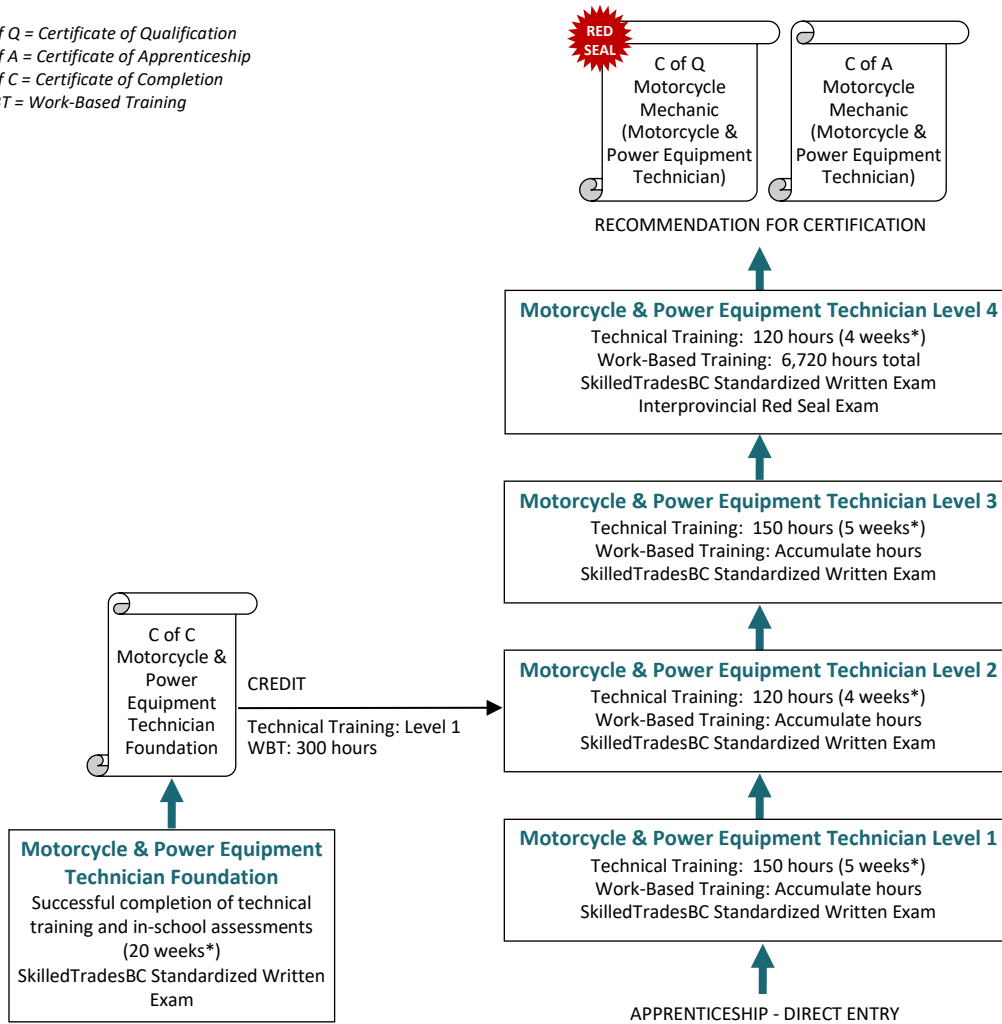 f Q = Certificate of Qualification
f A = Certificate of Apprenticeship
f C = Certificate of Completion
BT = Work-Based Training
RED
SEAL
C of Q
Motorcycle
Mechanic
(Motorcycle &
Power Equipment
Technician)
C of A
Motorcycle
Mechanic
(Motorcycle &
Power Equipment
Technician)
RECOMMENDATION FOR CERTIFICATION
Motorcycle & Power Equipment Technician Level 4
Technical Training: 120 hours (4 weeks*)
Work-Based Training: 6,720 hours total
SkilledTradesBC Standardized Written Exam
Interprovincial Red Seal Exam
Motorcycle & Power Equipment Technician Level 3
Technical Training: 150 hours (5 weeks*)
Work-Based Training: Accumulate hours
SkilledTradesBC Standardized Written Exam
C of C
Motorcycle &
Power
Equipment
Technician
Foundation
CREDIT
Technical Training: Level 1
WBT: 300 hours
Motorcycle & Power Equipment Technician Level 2
Technical Training: 120 hours (4 weeks*)
Work-Based Training: Accumulate hours
SkilledTradesBC Standardized Written Exam
Motorcycle & Power Equipment
Technician Foundation
Successful completion of technical
training and in-school assessments
(20 weeks*)
SkilledTradesBC Standardized Written
Exam
Motorcycle & Power Equipment Technician Level 1
Technical Training: 150 hours (5 weeks*)
Work-Based Training: Accumulate hours
SkilledTradesBC Standardized Written Exam
APPRENTICESHIP - DIRECT ENTRY